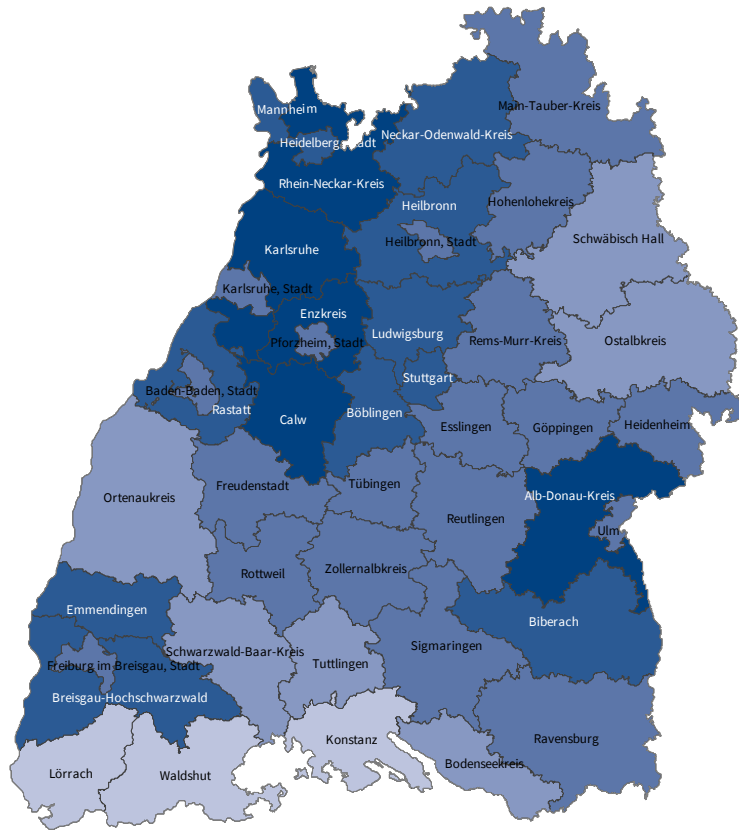 Main-Tauber-Kreis
Mannheim
Neckar-Odenwald-Kreis
Heidelberg, Stadt
Rhein-Neckar-Kreis
Hohenlohekreis
Heilbronn
Schwäbisch Hall
Heilbronn, Stadt
Karlsruhe
Karlsruhe, Stadt
Enzkreis
Ludwigsburg
Pforzheim, Stadt
Rems-Murr-Kreis
Ostalbkreis
Stuttgart
Baden-Baden, Stadt
Rastatt
Böblingen
Calw
Esslingen
Göppingen
Heidenheim
Freudenstadt
Tübingen
Ortenaukreis
Alb-Donau-Kreis
Reutlingen
Ulm
Zollernalbkreis
Rottweil
Emmendingen
Biberach
Sigmaringen
Schwarzwald-Baar-Kreis
Tuttlingen
Freiburg im Breisgau, Stadt
Breisgau-Hochschwarzwald
Konstanz
Ravensburg
Bodenseekreis
Lörrach
Waldshut